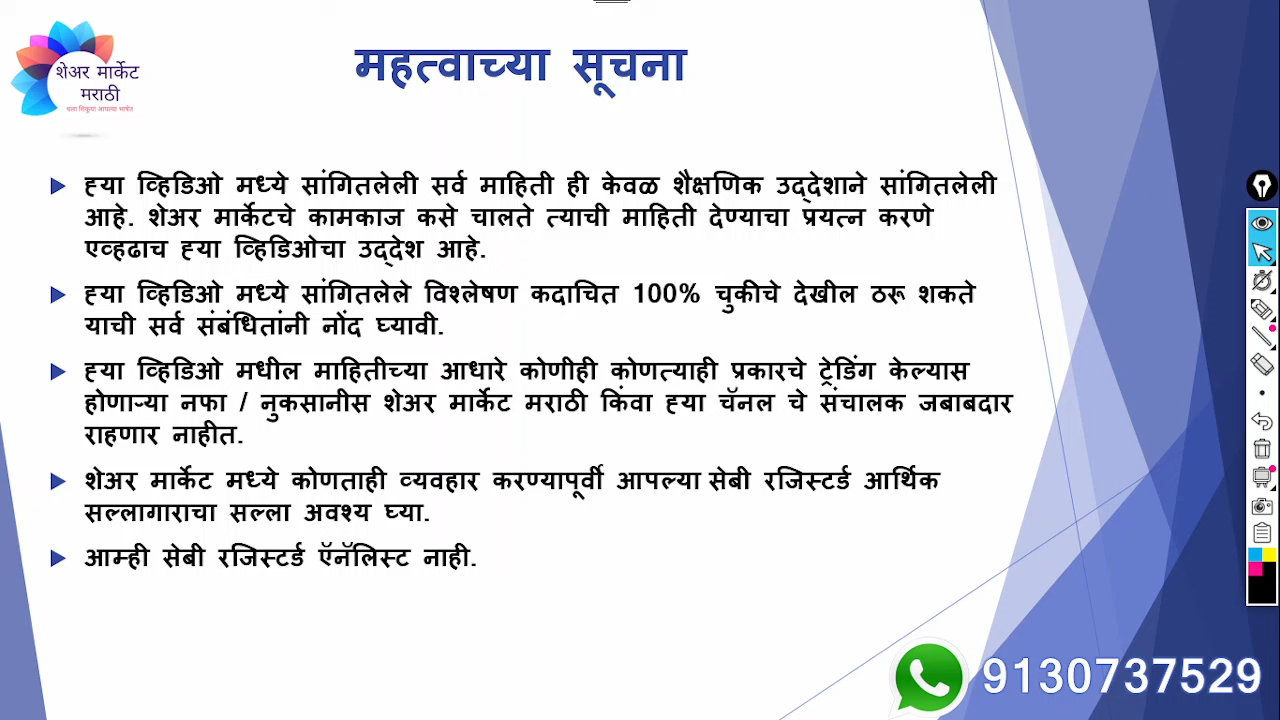 शेअर मार्केट
मराठी
चला शिकूया आपल्या भाषेत
महत्वाच्या सूचना
ह्या व्हिडिओ मध्ये सांगितलेली सर्व माहिती ही केवळ शैक्षणिक उद्देशाने सांगितलेली
आहे. शेअर मार्केटचे कामकाज कसे चालते त्याची माहिती देण्याचा प्रयत्न करणे
एव्हढाच ह्या व्हिडिओचा उद्देश आहे.
ह्या व्हिडिओ मध्ये सांगितलेले विश्लेषण कदाचित 100% चुकीचे देखील ठरू शकते
याची सर्व संबंधितांनी नोंद घ्यावी.
ह्या व्हिडिओ मधील माहितीच्या आधारे कोणीही कोणत्याही प्रकारचे ट्रेडिंग केल्यास
होणाऱ्या नफा / नुकसानीस शेअर मार्केट मराठी किंवा ह्या चॅनल चे संचालक जबाबदार
राहणार नाहीत.
शेअर मार्केट मध्ये कोणताही व्यवहार करण्यापूर्वी आपल्या सेबी रजिस्टर्ड आर्थिक
सल्लागाराचा सल्ला अवश्य घ्या.
आम्ही सेबी रजिस्टर्ड ऍनॅलिस्ट नाही.
9130737529